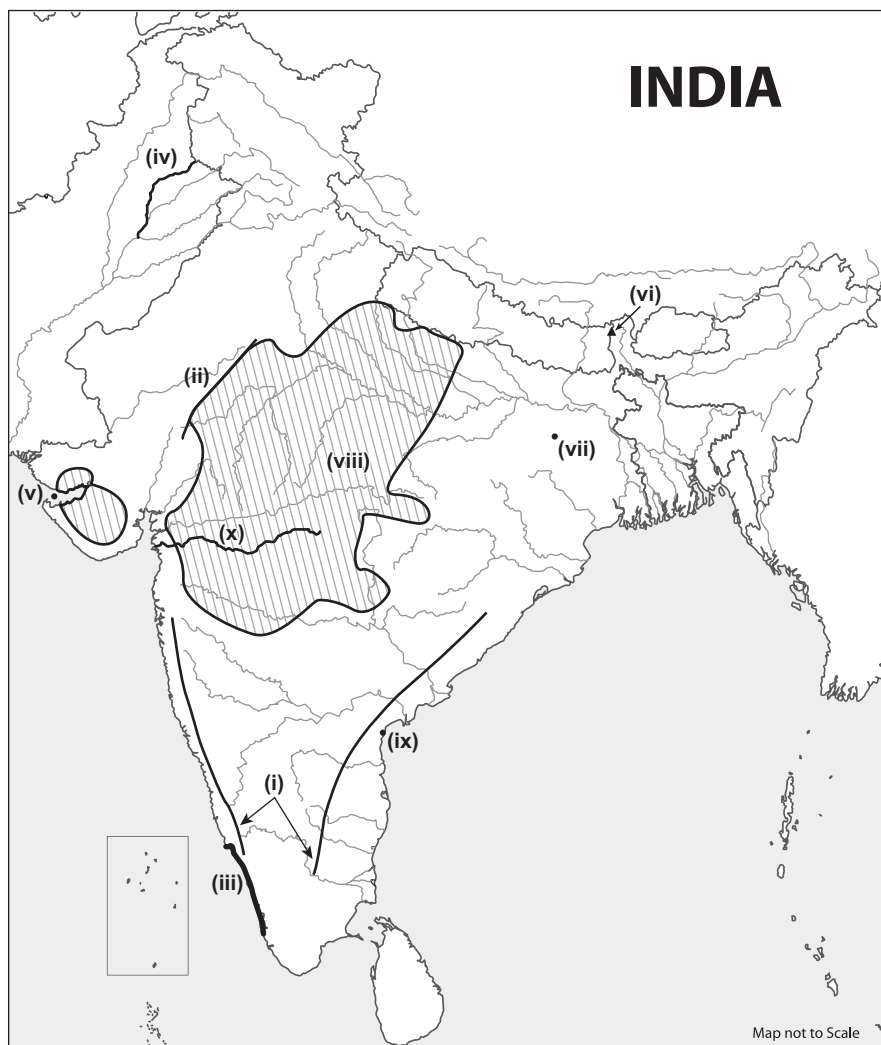 INDIA
(iv)
(vi)
(ii)
(viii)
(vii)
(v)
(x)
(ix)
(i)
(iii)
Map not to Scale